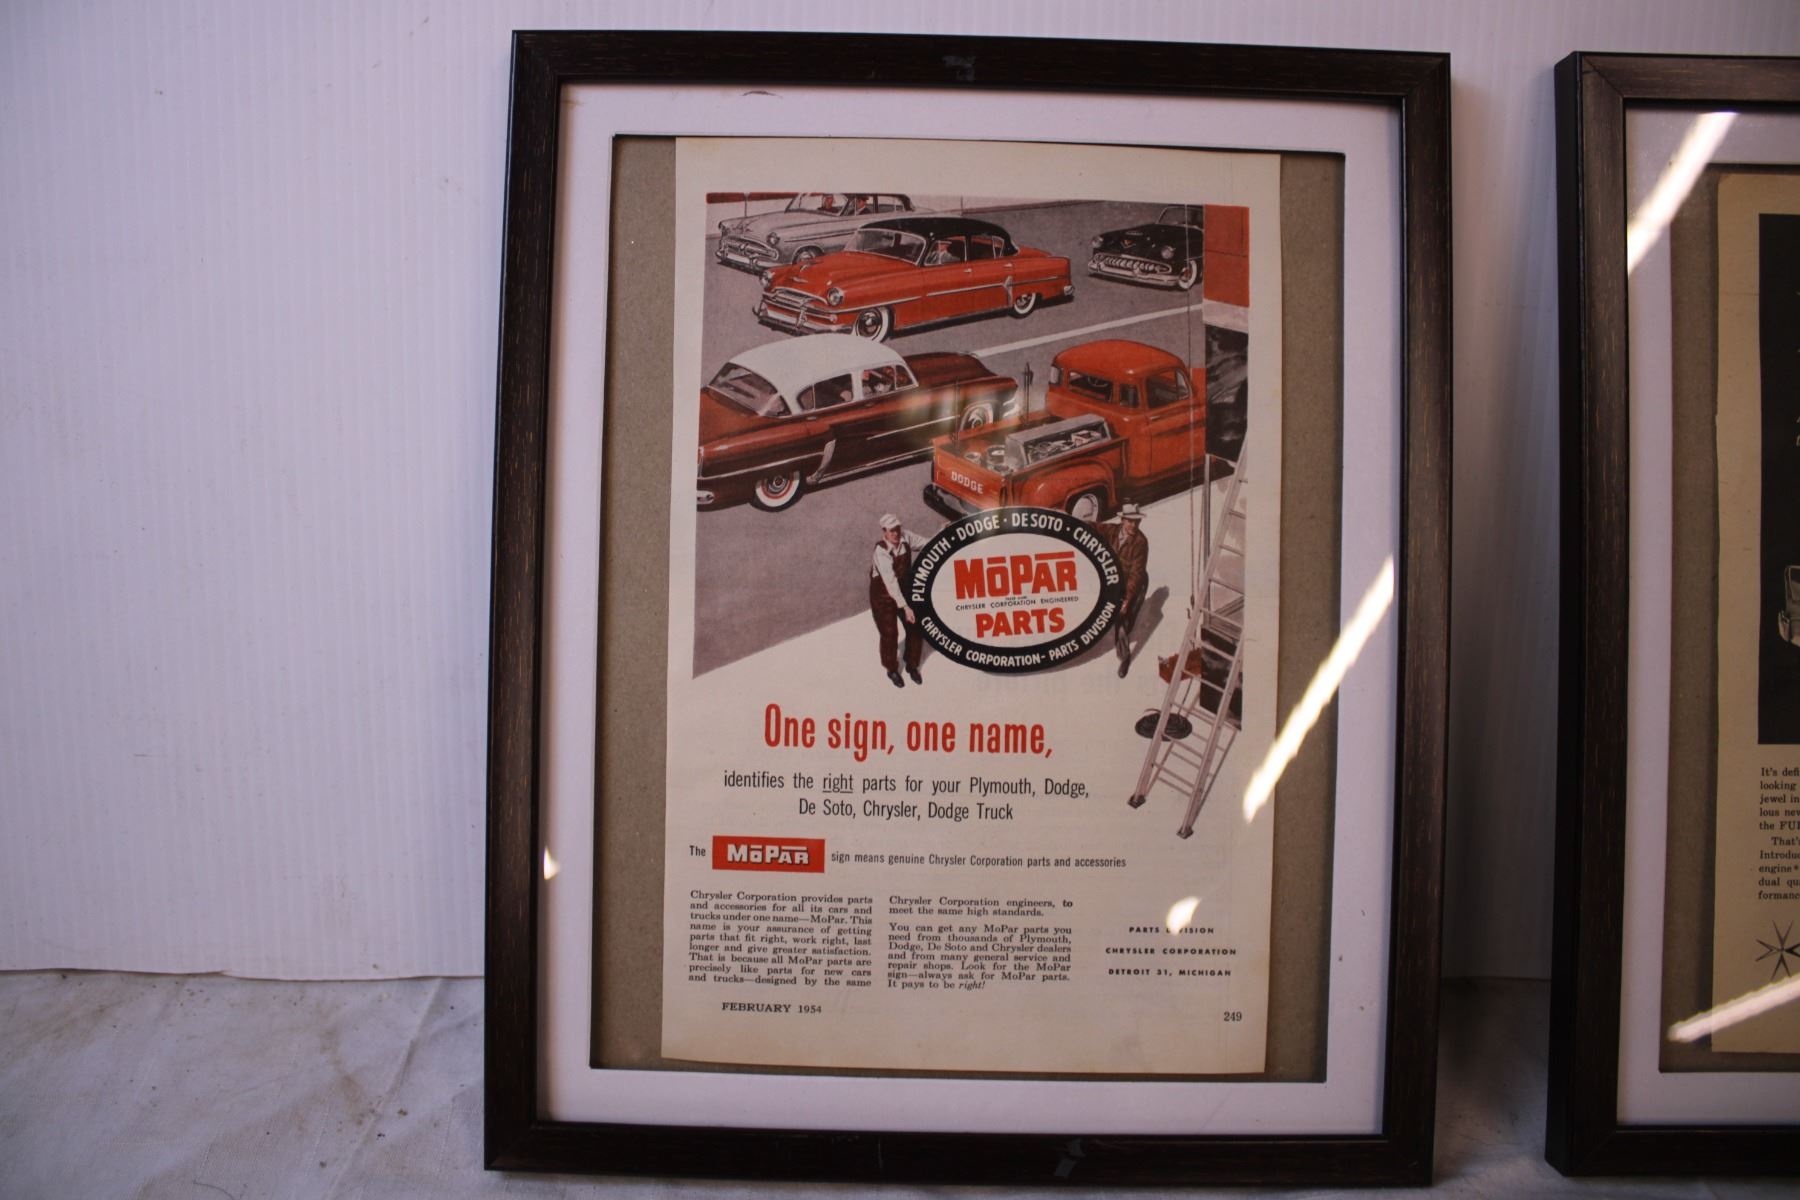 DODGE
PLYMOUTH · DODGE · DE SOTO · CHRYSLER
MOPAR
CHRYSLER CORPORATION ENGINEERED
PARTS
CHRYSLER CORPORATION - PARTS DIVISION
One sign, one name,
identifies the right parts for your Plymouth, Dodge,
De Soto, Chrysler, Dodge Truck
The MOPAR sign means genuine Chrysler Corporation parts and accessories
Chrysler Corporation provides parts
and accessories for all its cars and
trucks under one name—MoPar. This
name is your assurance of getting
parts that fit right, work right, last
longer and give greater satisfaction.
That is because all MoPar parts are
precisely like parts for new cars
and trucks—designed by the same
Chrysler Corporation engineers, to
meet the same high standards.
You can get any MoPar parts you
need from thousands of Plymouth,
Dodge, De Soto and Chrysler dealers
and from many general service and
repair shops. Look for the MoPar
sign—always ask for MoPar parts.
It pays to be right!
PARTS DIVISION
CHRYSLER CORPORATION
DETROIT 31, MICHIGAN
FEBRUARY 1954
249
It's
looking
jewel in
lous
the
That's
engine*
dual